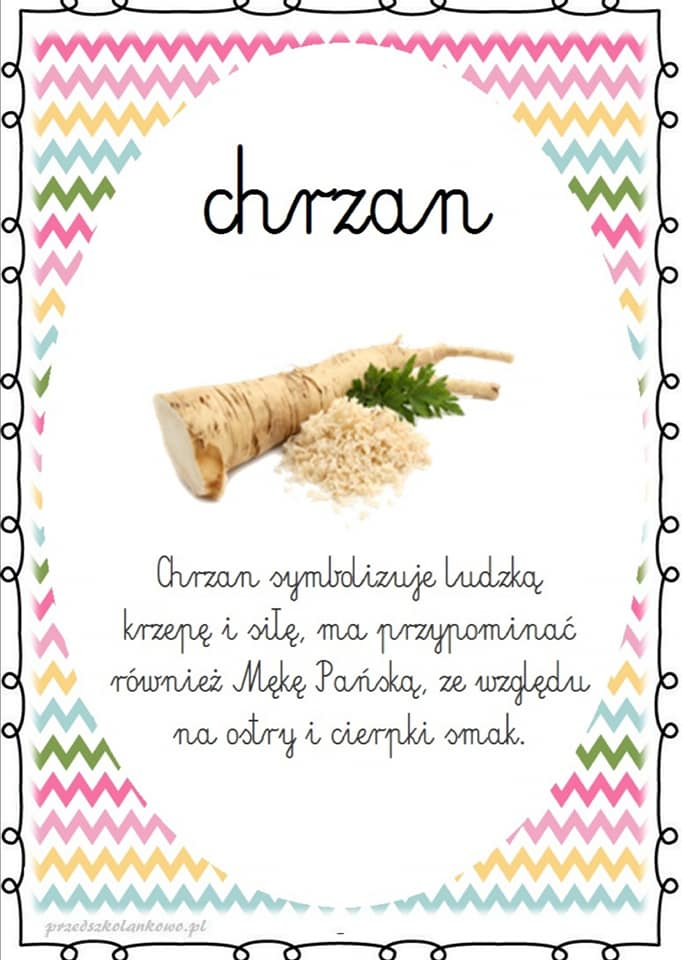 chrzan
Chrzan symbolizuje ludzką
krzepę i siłę, ma przypominać
również Mękę Pańską, ze względu
na ostry i cierpki smak.
przedszkolankowo.pl